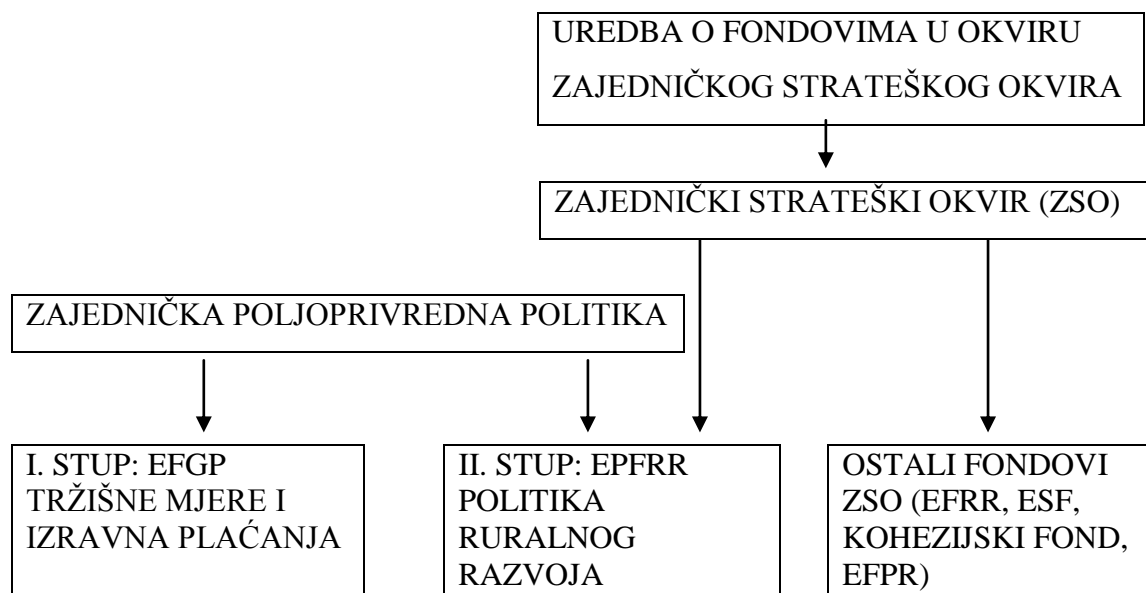 UREDBA O FONDOVIMA U OKVIRU
ZAJEDNIČKOG STRATEŠKOG OKVIRA
ZAJEDNIČKI STRATEŠKI OKVIR (ZSO)
ZAJEDNIČKA POLJOPRIVREDNA POLITIKA
I. STUP: EFGP
TRŽIŠNE MJERE I
IZRAVNA PLAĆANJA
II. STUP: EPFRR
POLITIKA
RURALNOG
RAZVOJA
OSTALI FONDOVI
ZSO (EFRR, ESF,
KOHEZIJSKI FOND,
EFPR)